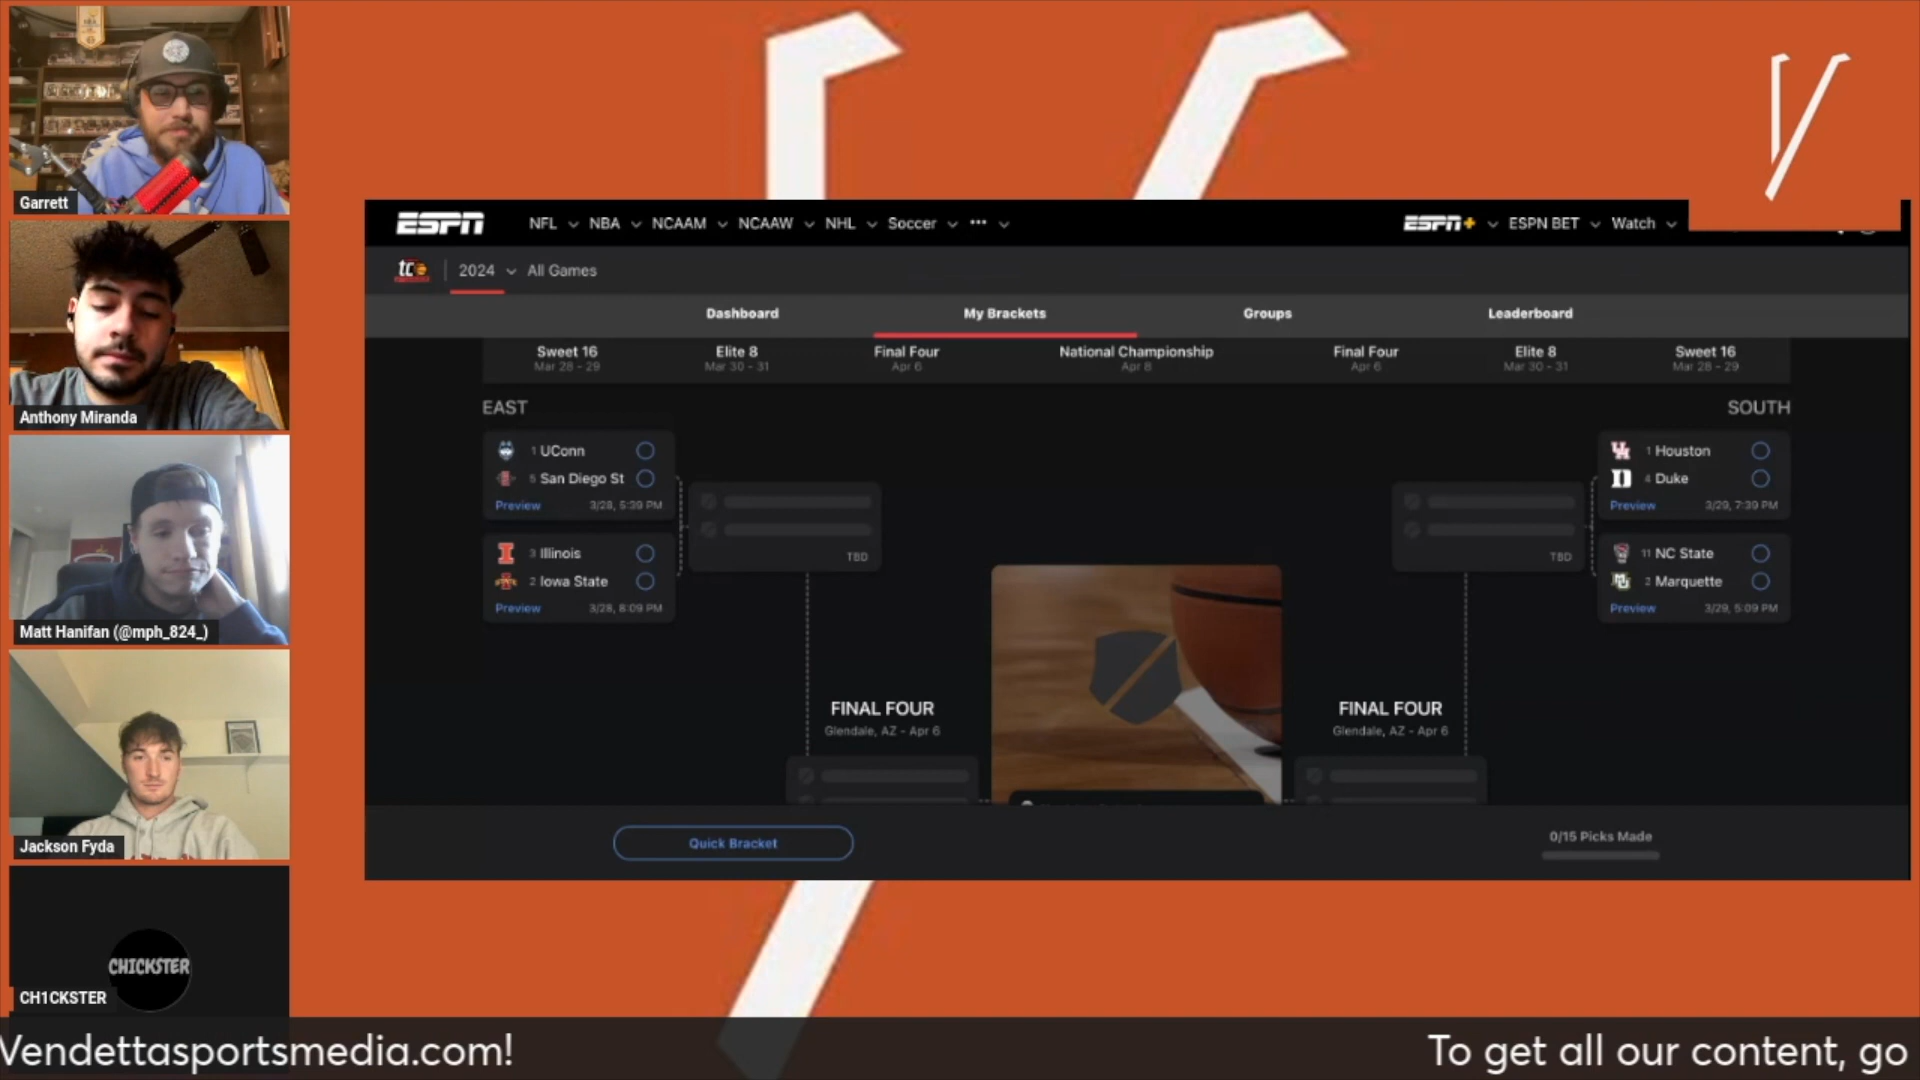 Garrett
Anthony Miranda
Matt Hanifan (@mph_824_)
Jackson Fyda
CHICKSTER
CH1CKSTER
ESPN NFL NBA NCAAM NCAAW NHL Soccer ••• ESPN+ ESPN BET Watch
tc 2024 All Games
Dashboard My Brackets Groups Leaderboard
Sweet 16 Elite 8 Final Four National Championship Final Four Elite 8 Sweet 16
Mar 28 - 29 Mar 30 - 31 Apr 6 Apr 8 Apr 6 Mar 30 - 31 Mar 28 - 29
EAST
1 UConn
5 San Diego St
Preview 3/28, 5:39 PM
3 Illinois
2 Iowa State
Preview 3/28, 8:09 PM
TBD
SOUTH
1 Houston
4 Duke
Preview 3/29, 7:39 PM
11 NC State
2 Marquette
Preview 3/29, 5:09 PM
TBD
FINAL FOUR
Glendale, AZ - Apr 6
FINAL FOUR
Glendale, AZ - Apr 6
Quick Bracket
0/15 Picks Made
Vendettasportsmedia.com! To get all our content, go